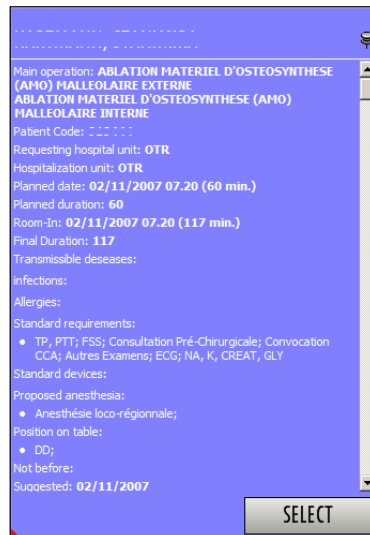 Main operation: ABLATION MATERIEL D'OSTEOSYNTHESE
(AMO) MALLEOLAIRE EXTERNE
ABLATION MATERIEL D'OSTEOSYNTHESE (AMO)
MALLEOLAIRE INTERNE
Patient Code:
Requesting hospital unit: OTR
Hospitalization unit: OTR
Planned date: 02/11/2007 07.20 (60 min.)
Planned duration: 60
Room-In: 02/11/2007 07.20 (117 min.)
Final Duration: 117
Transmissible deseases:
infections:
Allergies:
Standard requirements:
• TP, PTT; FSS; Consultation Pré-Chirurgicale; Convocation
CCA; Autres Examens; ECG; NA, K, CREAT, GLY
Standard devices:
Proposed anesthesia:
• Anesthésie loco-régionnale;
Position on table:
• DD;
Not before:
Suggested: 02/11/2007
SELECT